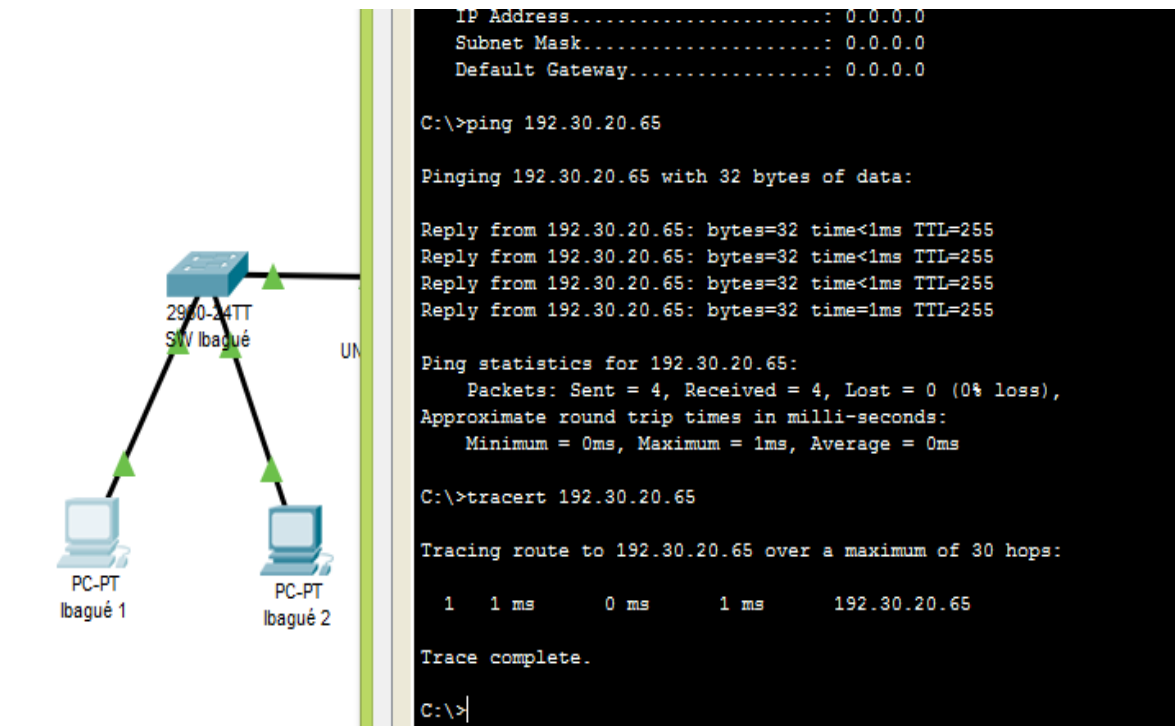 IP Address......................: 0.0.0.0
Subnet Mask.....................: 0.0.0.0
Default Gateway.................: 0.0.0.0
C:\>ping 192.30.20.65
Pinging 192.30.20.65 with 32 bytes of data:
Reply from 192.30.20.65: bytes=32 time<1ms TTL=255
Reply from 192.30.20.65: bytes=32 time<1ms TTL=255
Reply from 192.30.20.65: bytes=32 time<1ms TTL=255
Reply from 192.30.20.65: bytes=32 time=1ms TTL=255
Ping statistics for 192.30.20.65:
Packets: Sent = 4, Received = 4, Lost = 0 (0% loss),
Approximate round trip times in milli-seconds:
Minimum = 0ms, Maximum = 1ms, Average = 0ms
C:\>tracert 192.30.20.65
Tracing route to 192.30.20.65 over a maximum of 30 hops:
1 1 ms 0 ms 1 ms 192.30.20.65
Trace complete.
C:\>
SW Ibagué
UN
PC-PT
Ibagué 1
PC-PT
Ibagué 2